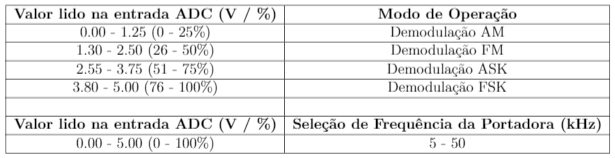 Valor lido na entrada ADC (V / %) Modo de Operação
0.00 - 1.25 (0 - 25%) Demodulação AM
1.30 - 2.50 (26 - 50%) Demodulação FM
2.55 - 3.75 (51 - 75%) Demodulação ASK
3.80 - 5.00 (76 - 100%) Demodulação FSK
Valor lido na entrada ADC (V / %) Seleção de Frequência da Portadora (kHz)
0.00 - 5.00 (0 - 100%) 5 - 50